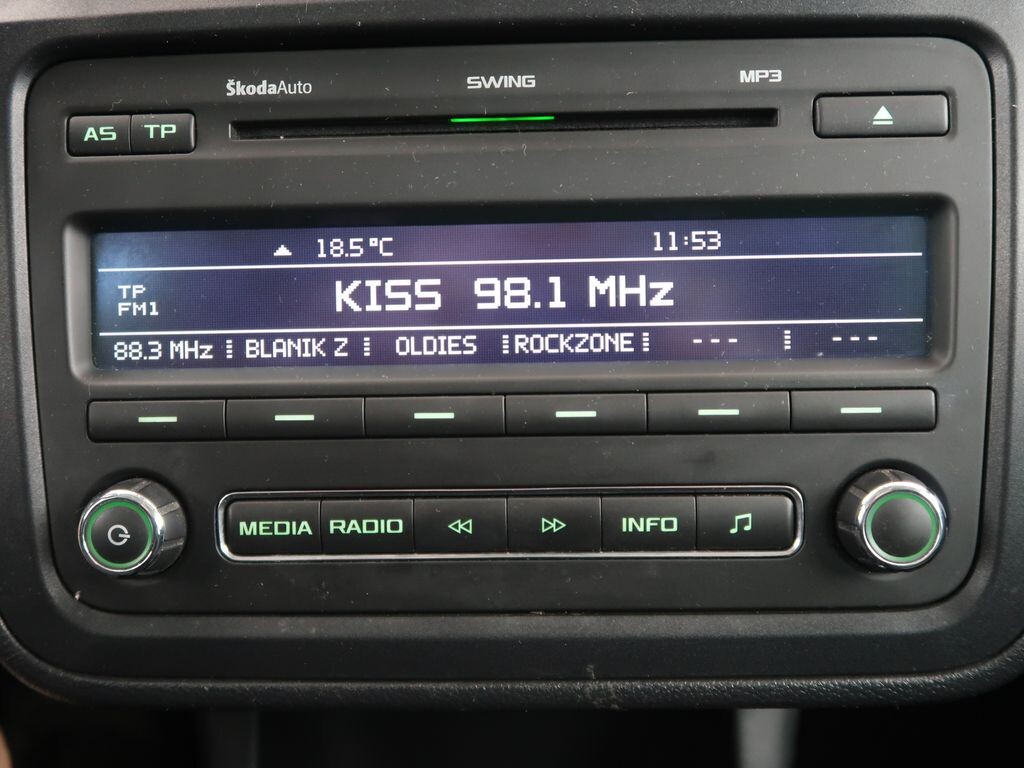 ŠkodaAuto SWING MP3
AS TP
18.5°C 11:53
TP
FM1
KISS 98.1 MHz
88.3 MHz BLANIK Z OLDIES ROCKZONE --- ---
MEDIA RADIO INFO